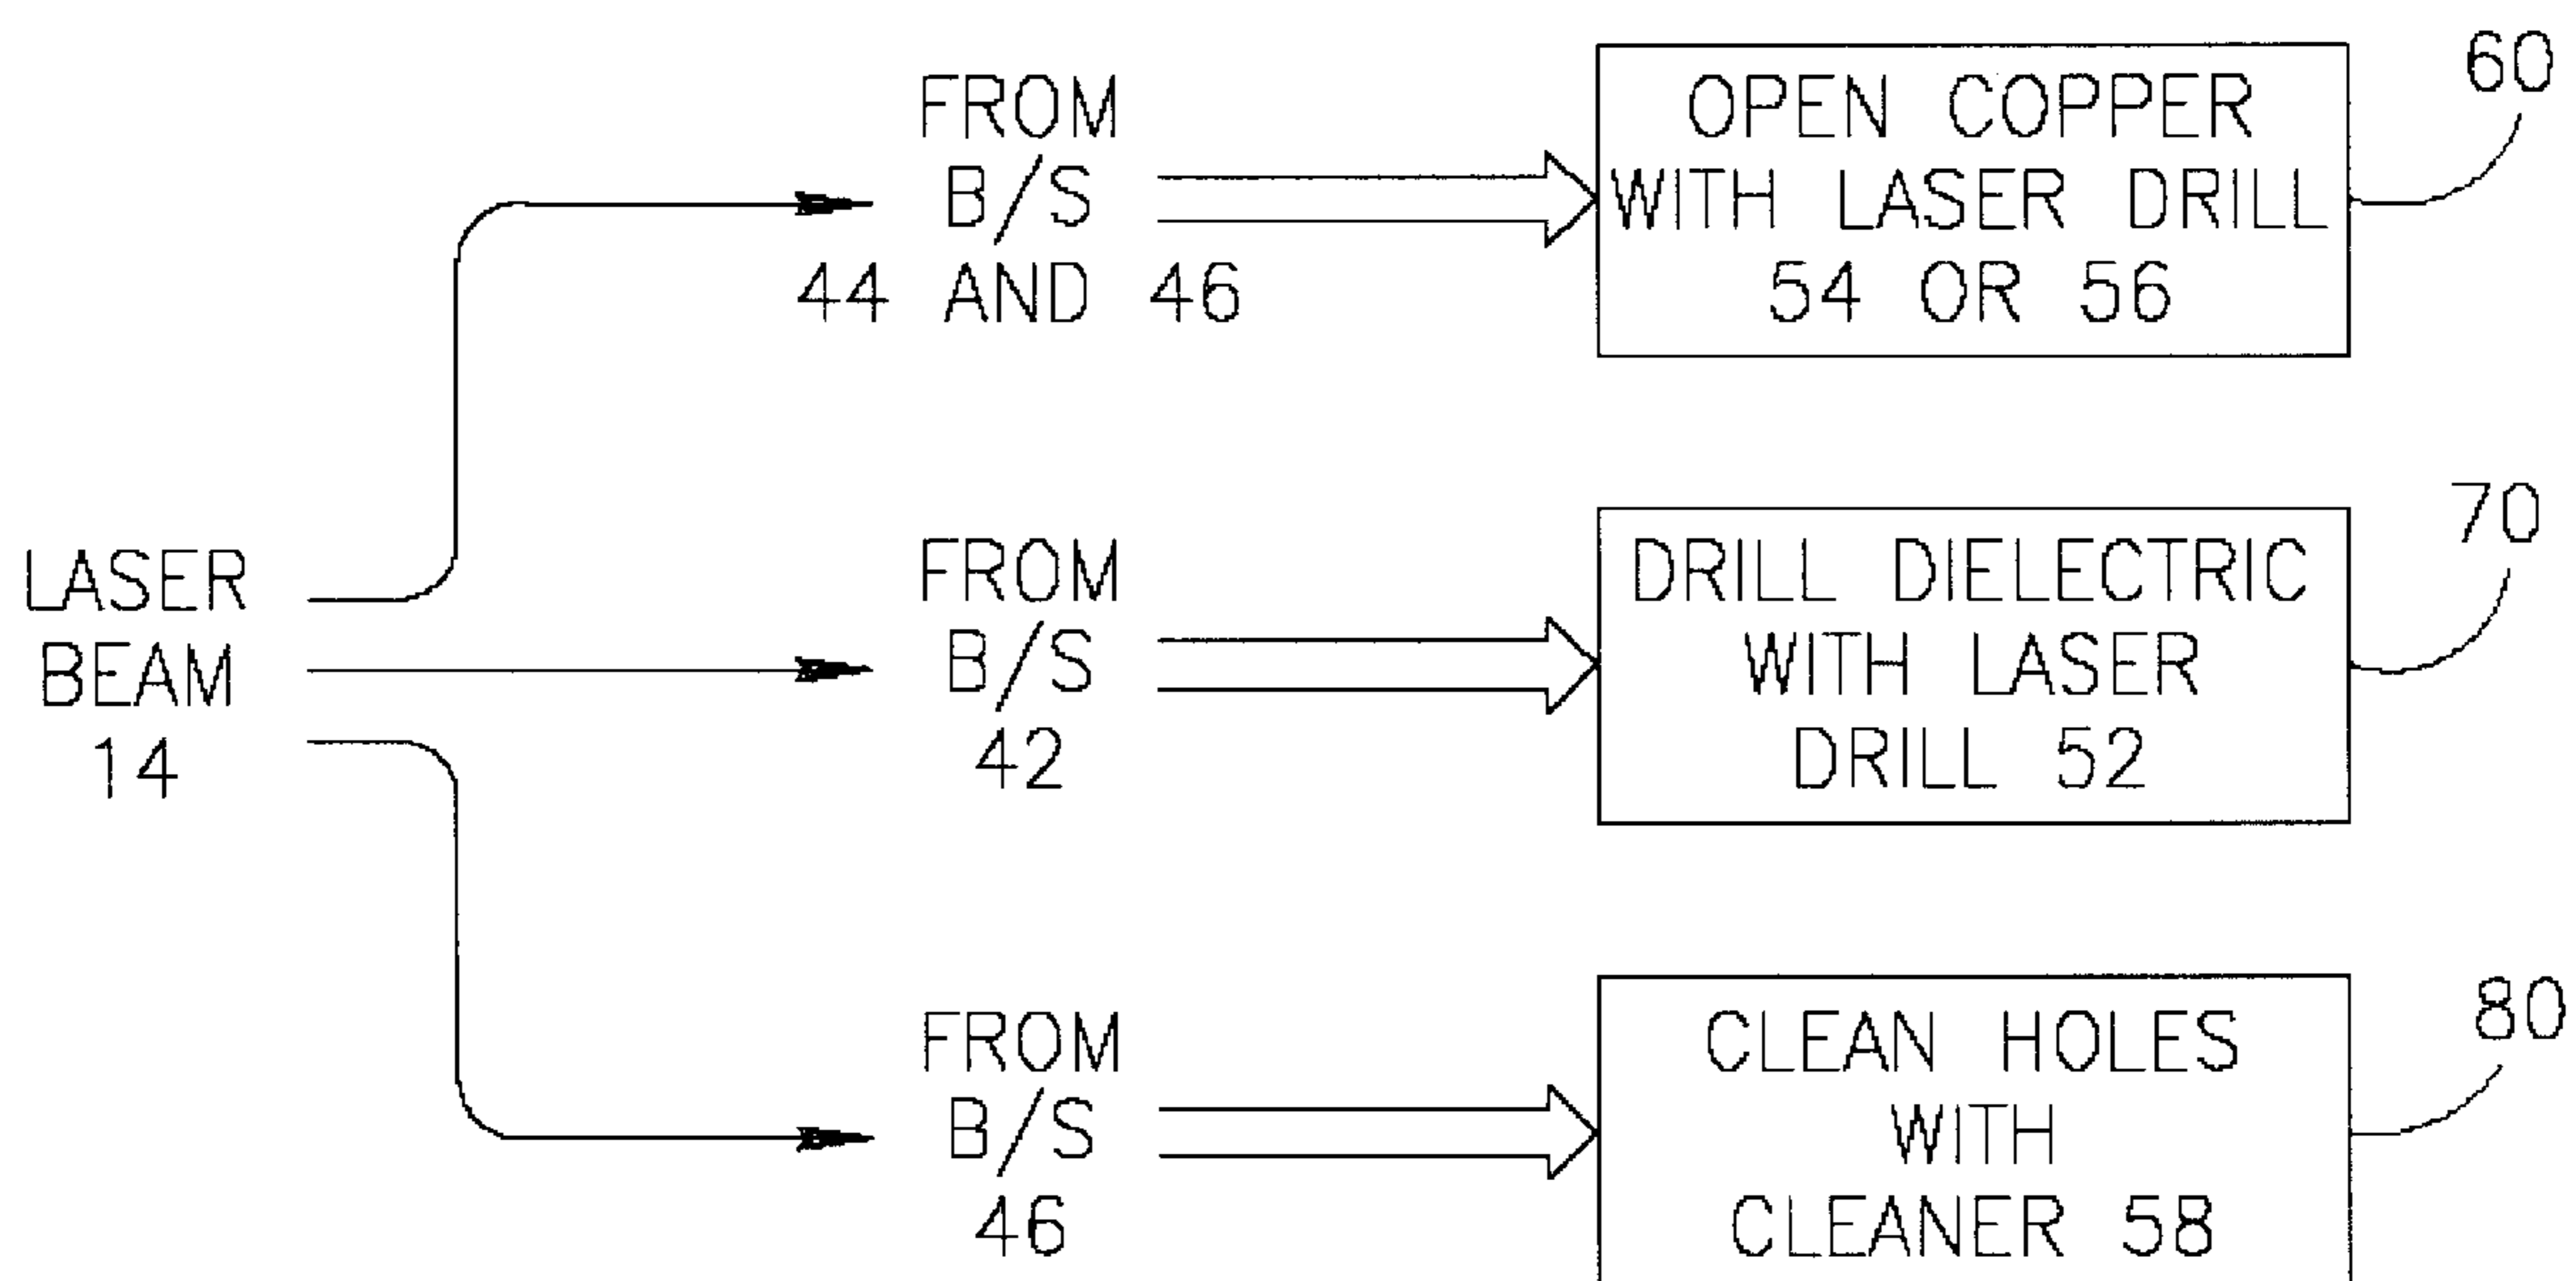 LASER
BEAM
14
FROM
B/S
44 AND 46
OPEN COPPER
WITH LASER DRILL
54 OR 56
60
FROM
B/S
42
DRILL DIELECTRIC
WITH LASER
DRILL 52
70
FROM
B/S
46
CLEAN HOLES
WITH
CLEANER 58
80